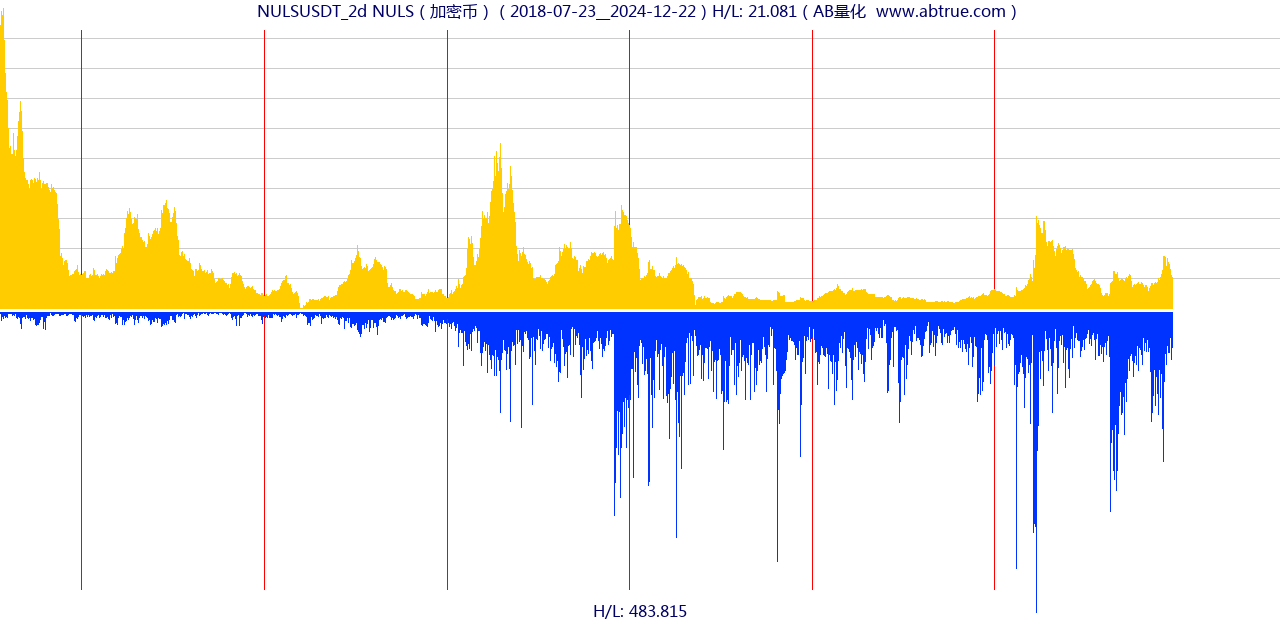 NULSUSDT_2d NULS ( 加密币 ) ( 2018-07-23__2024-12-22 ) H/L: 21.081 ( AB量化  www.abtrue.com )
H/L: 483.815